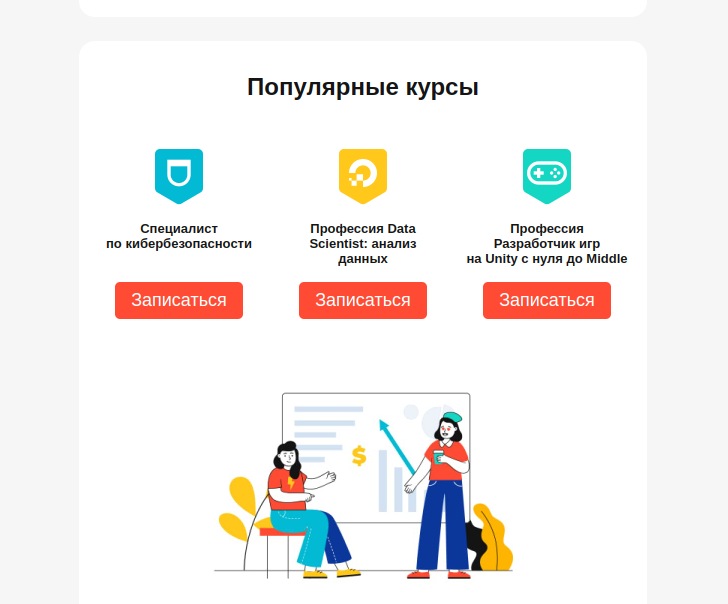 Популярные курсы
Специалист
по кибербезопасности
Профессия Data
Scientist: анализ
данных
Профессия
Разработчик игр
на Unity с нуля до Middle
Записаться
Записаться
Записаться
$